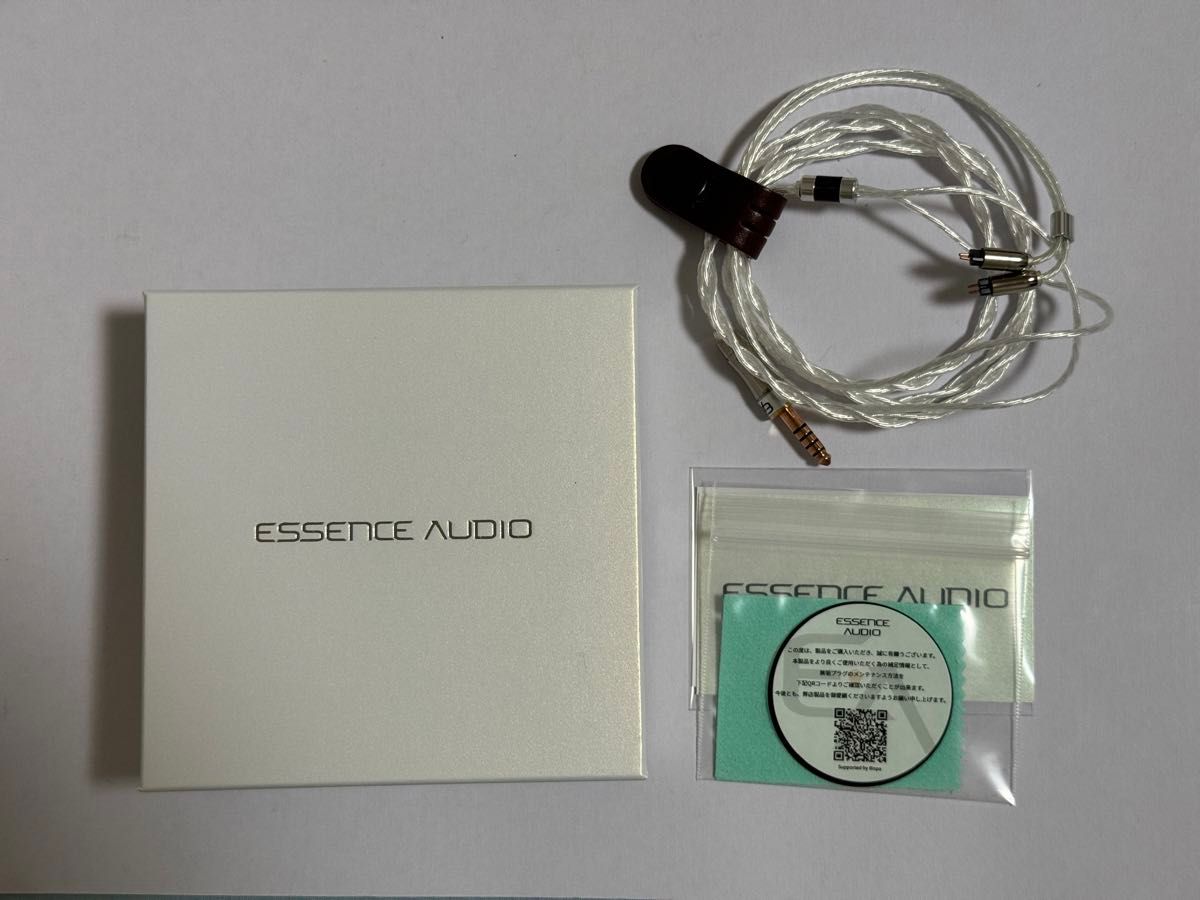 ESSENCE AUDIO
ESSENCE AUDIO
ESSENCE
AUDIO
この度は、製品をご購入いただき、誠に有難うございます。
本製品をより良くご使用いただく為の補足情報として、
無垢プラグのメンテナンス方法を
下記QRコードよりご確認いただくことが出来ます。
今後とも、弊店製品を御愛顧くださいますようお願い申し上げます。
Supported by Bispa